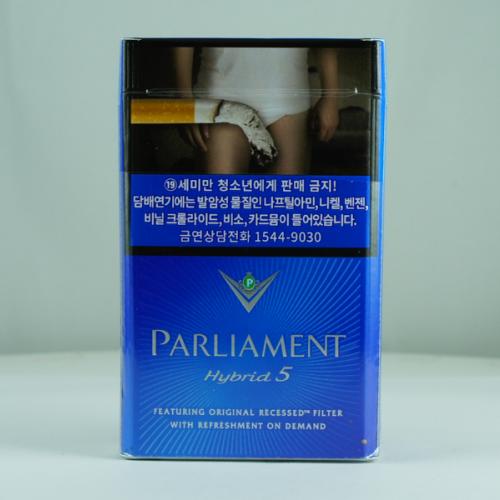 ⑲세미만 청소년에게 판매 금지!
담배연기에는 발암성 물질인 나프틸아민, 니켈, 벤젠,
비닐 크롤라이드, 비소, 카드뮴이 들어있습니다.
금연상담전화 1544-9030
P
PARLIAMENT
Hybrid 5
FEATURING ORIGINAL RECESSED™ FILTER
WITH REFRESHMENT ON DEMAND